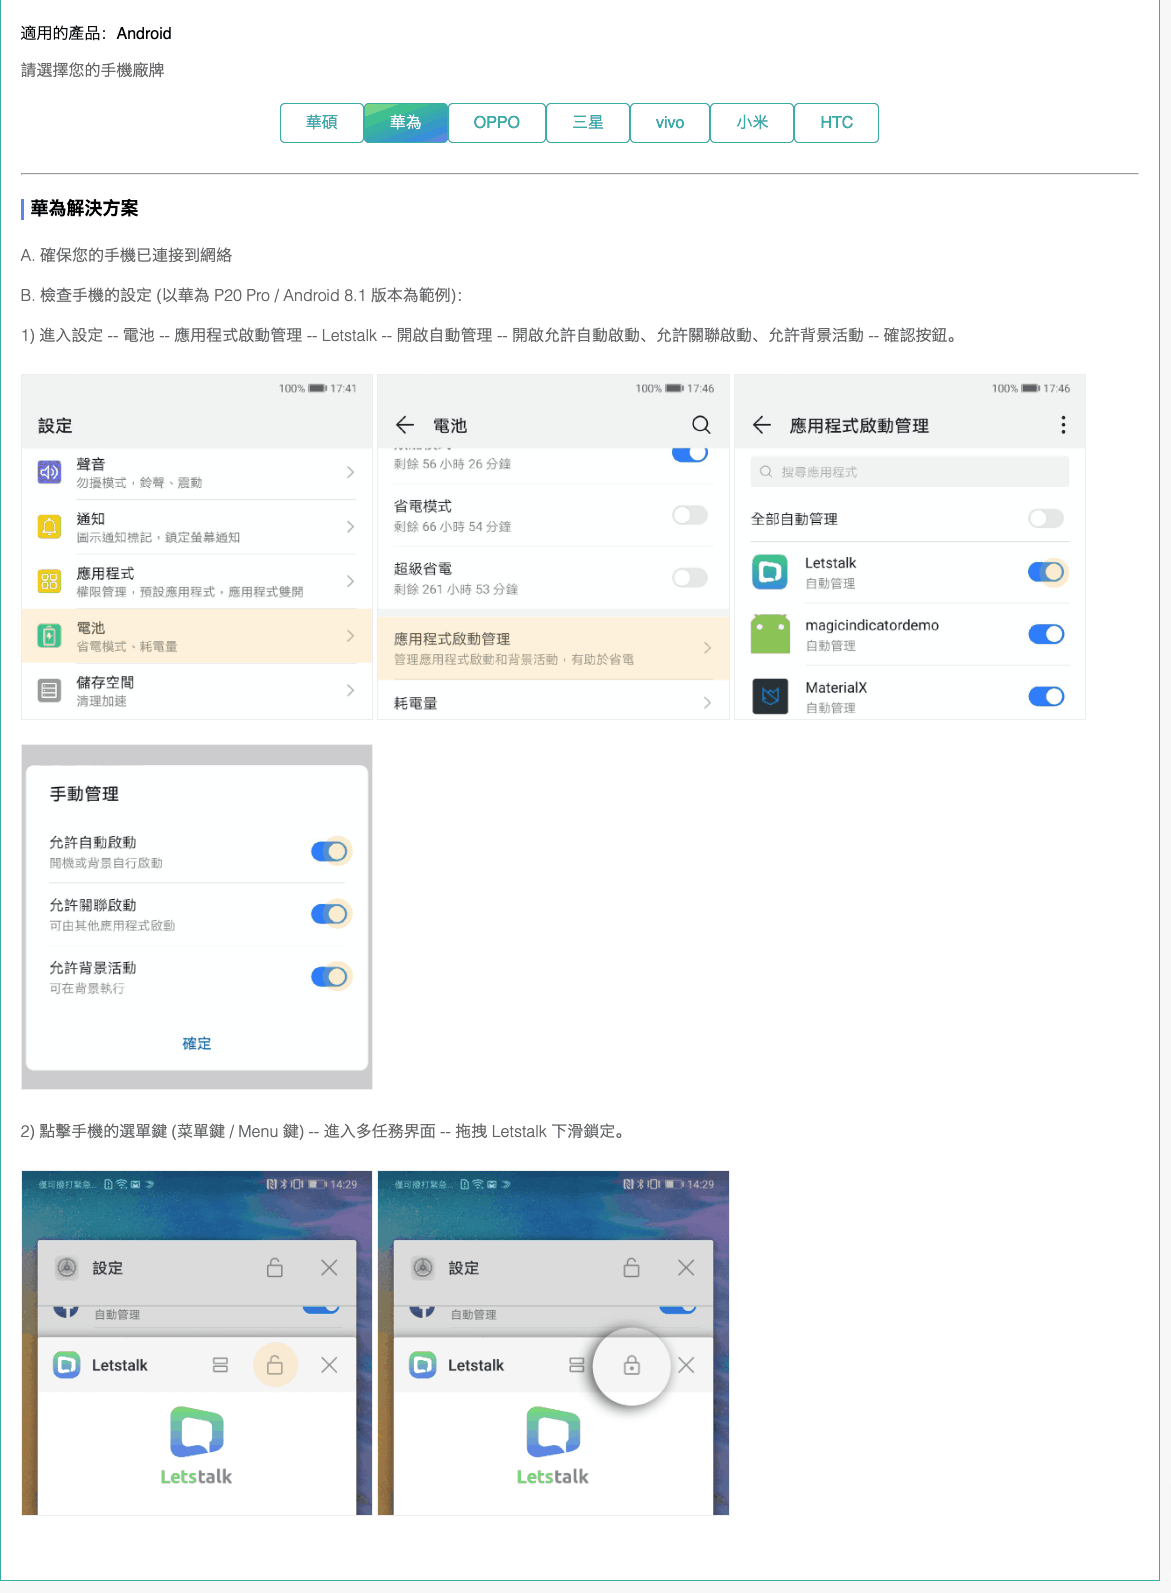 適用的產品：Android
請選擇您的手機廠牌
華碩 華為 OPPO 三星 vivo 小米 HTC
華為解決方案
A. 確保您的手機已連接到網絡
B. 檢查手機的設定 (以華為 P20 Pro / Android 8.1 版本為範例)：
1) 進入設定 -- 電池 -- 應用程式啟動管理 -- Letstalk -- 開啟自動管理 -- 開啟允許自動啟動、允許關聯啟動、允許背景活動 -- 確認按鈕。
100% 17:41
設定
聲音
勿擾模式，鈴聲、震動
通知
圖示通知標記，鎖定螢幕通知
應用程式
權限管理，預設應用程式，應用程式雙開
電池
省電模式、耗電量
儲存空間
清理加速
100% 17:46
電池
剩餘 56 小時 26 分鐘
省電模式
剩餘 66 小時 54 分鐘
超級省電
剩餘 261 小時 53 分鐘
應用程式啟動管理
管理應用程式啟動和背景活動，有助於省電
耗電量
100% 17:46
應用程式啟動管理
搜尋應用程式
全部自動管理
Letstalk
自動管理
magicindicatordemo
自動管理
MaterialX
自動管理
手動管理
允許自動啟動
開機或背景自行啟動
允許關聯啟動
可由其他應用程式啟動
允許背景活動
可在背景執行
確定
2) 點擊手機的選單鍵 (菜單鍵 / Menu 鍵) -- 進入多任務界面 -- 拖拽 Letstalk 下滑鎖定。
僅可撥打緊急... 14:29
設定
自動管理
Letstalk
Letstalk
僅可撥打緊急... 14:29
設定
自動管理
Letstalk
Letstalk